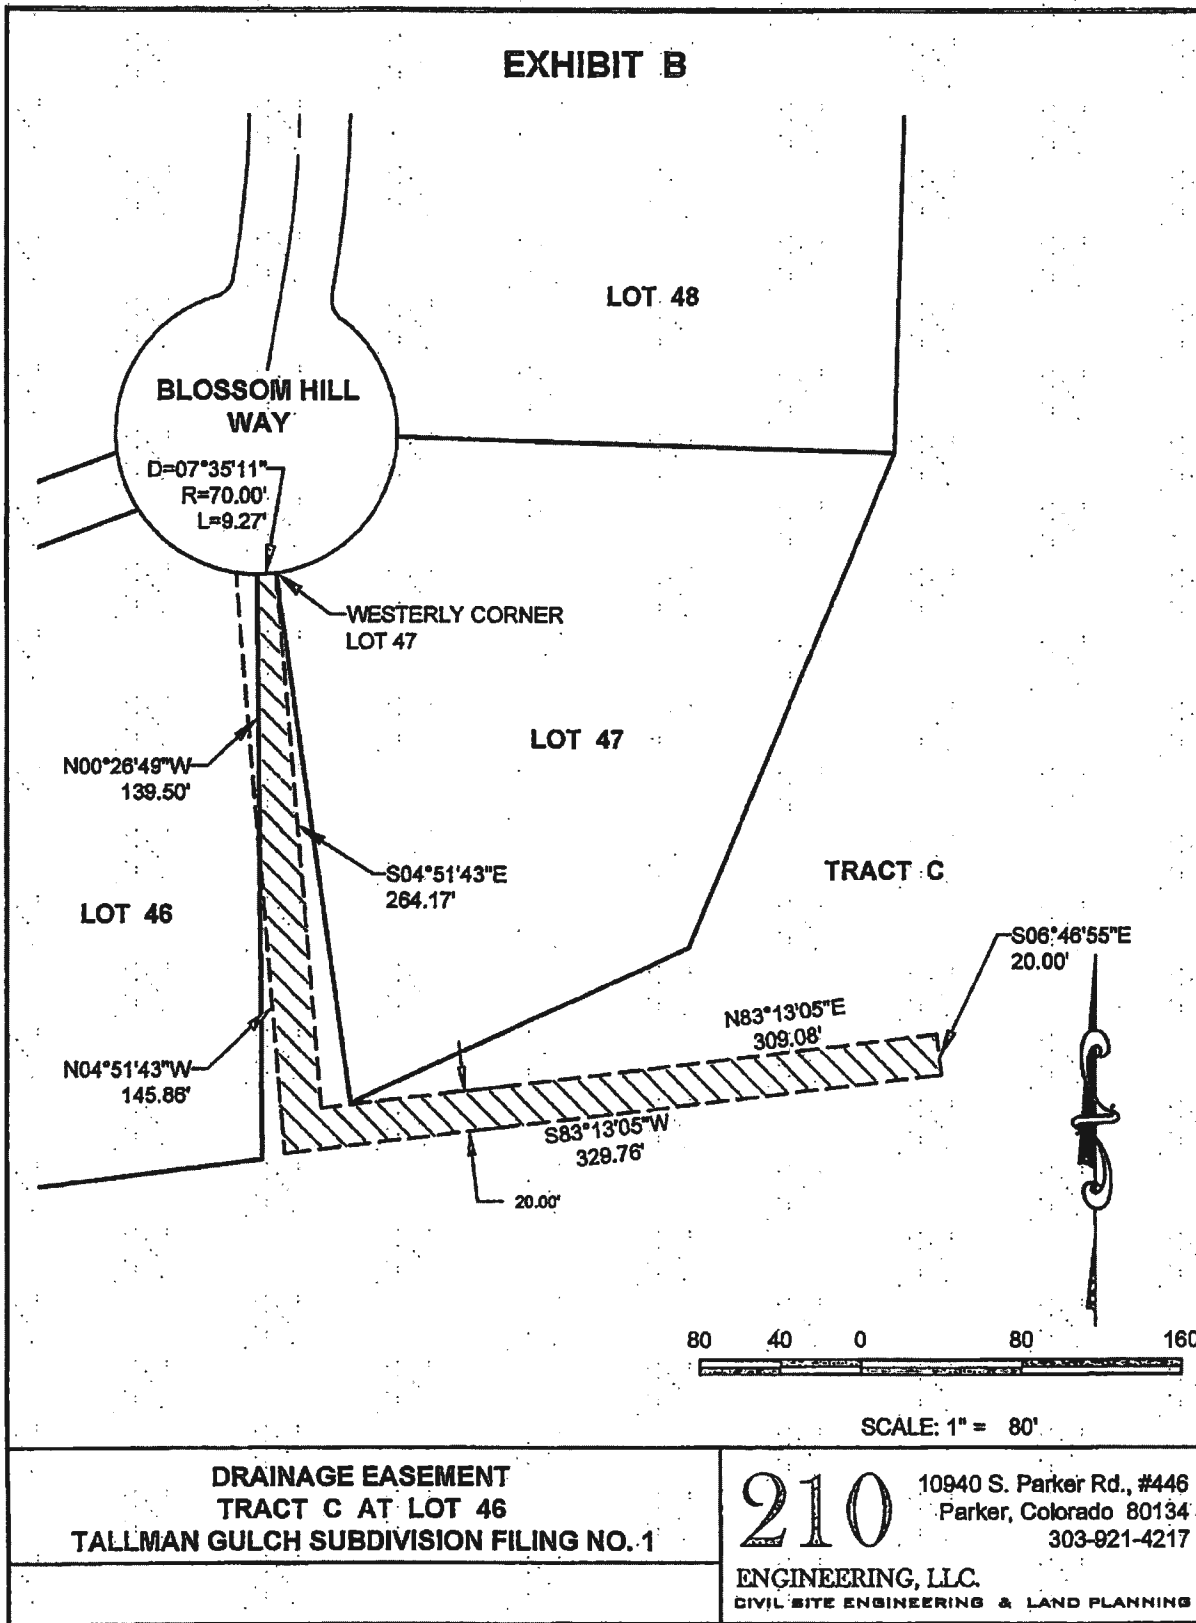 EXHIBIT B
LOT 48
BLOSSOM HILL
WAY
D=07°35'11"
R=70.00'
L=9.27'
WESTERLY CORNER
LOT 47
LOT 47
N00°26'49"W
139.50'
S04°51'43"E
264.17'
TRACT C
LOT 46
S06°46'55"E
20.00'
N83°13'05"E
309.08'
N04°51'43"W
145.86'
S83°13'05"W
329.76'
20.00'
80 40 0 80 160
SCALE: 1" = 80'
DRAINAGE EASEMENT
TRACT C AT LOT 46
TALLMAN GULCH SUBDIVISION FILING NO. 1
210
10940 S. Parker Rd., #446
Parker, Colorado 80134
303-921-4217
ENGINEERING, LLC.
CIVIL SITE ENGINEERING & LAND PLANNING